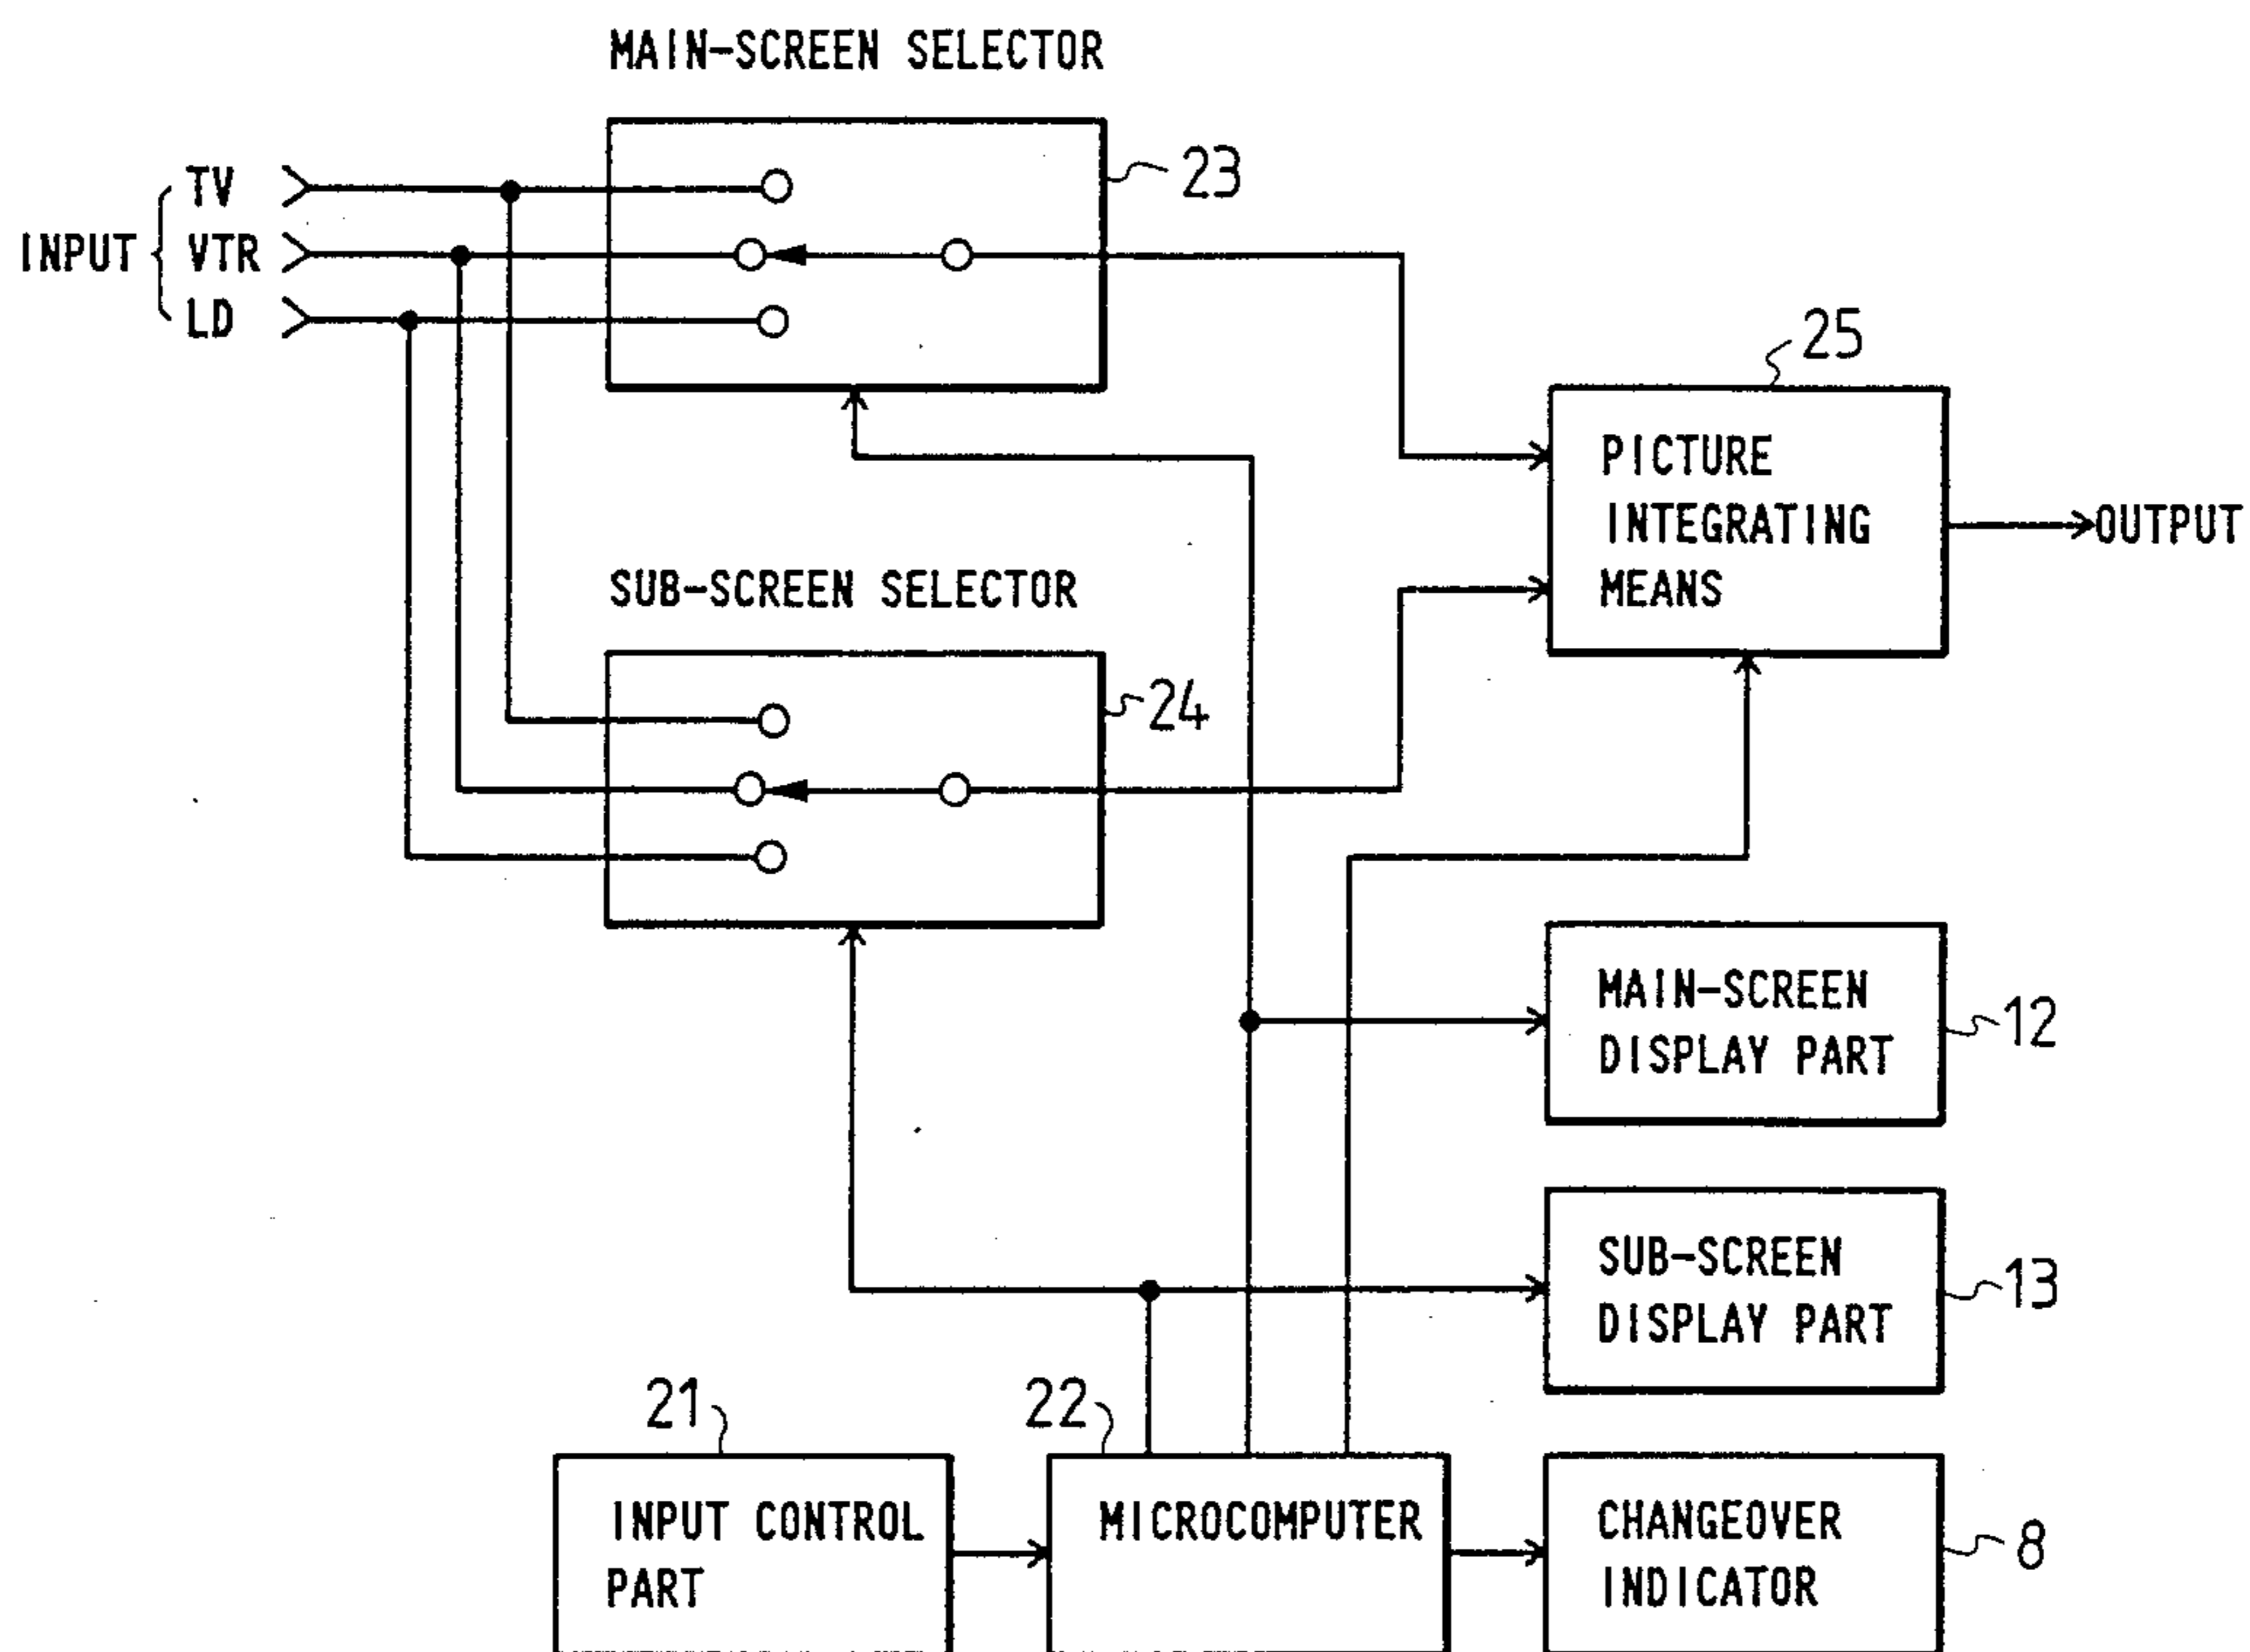 MAIN-SCREEN SELECTOR
23
INPUT
TV
VTR
LD
25
PICTURE
INTEGRATING
MEANS
OUTPUT
SUB-SCREEN SELECTOR
24
MAIN-SCREEN
DISPLAY PART
12
SUB-SCREEN
DISPLAY PART
13
21
INPUT CONTROL
PART
22
MICROCOMPUTER
CHANGEOVER
INDICATOR
8